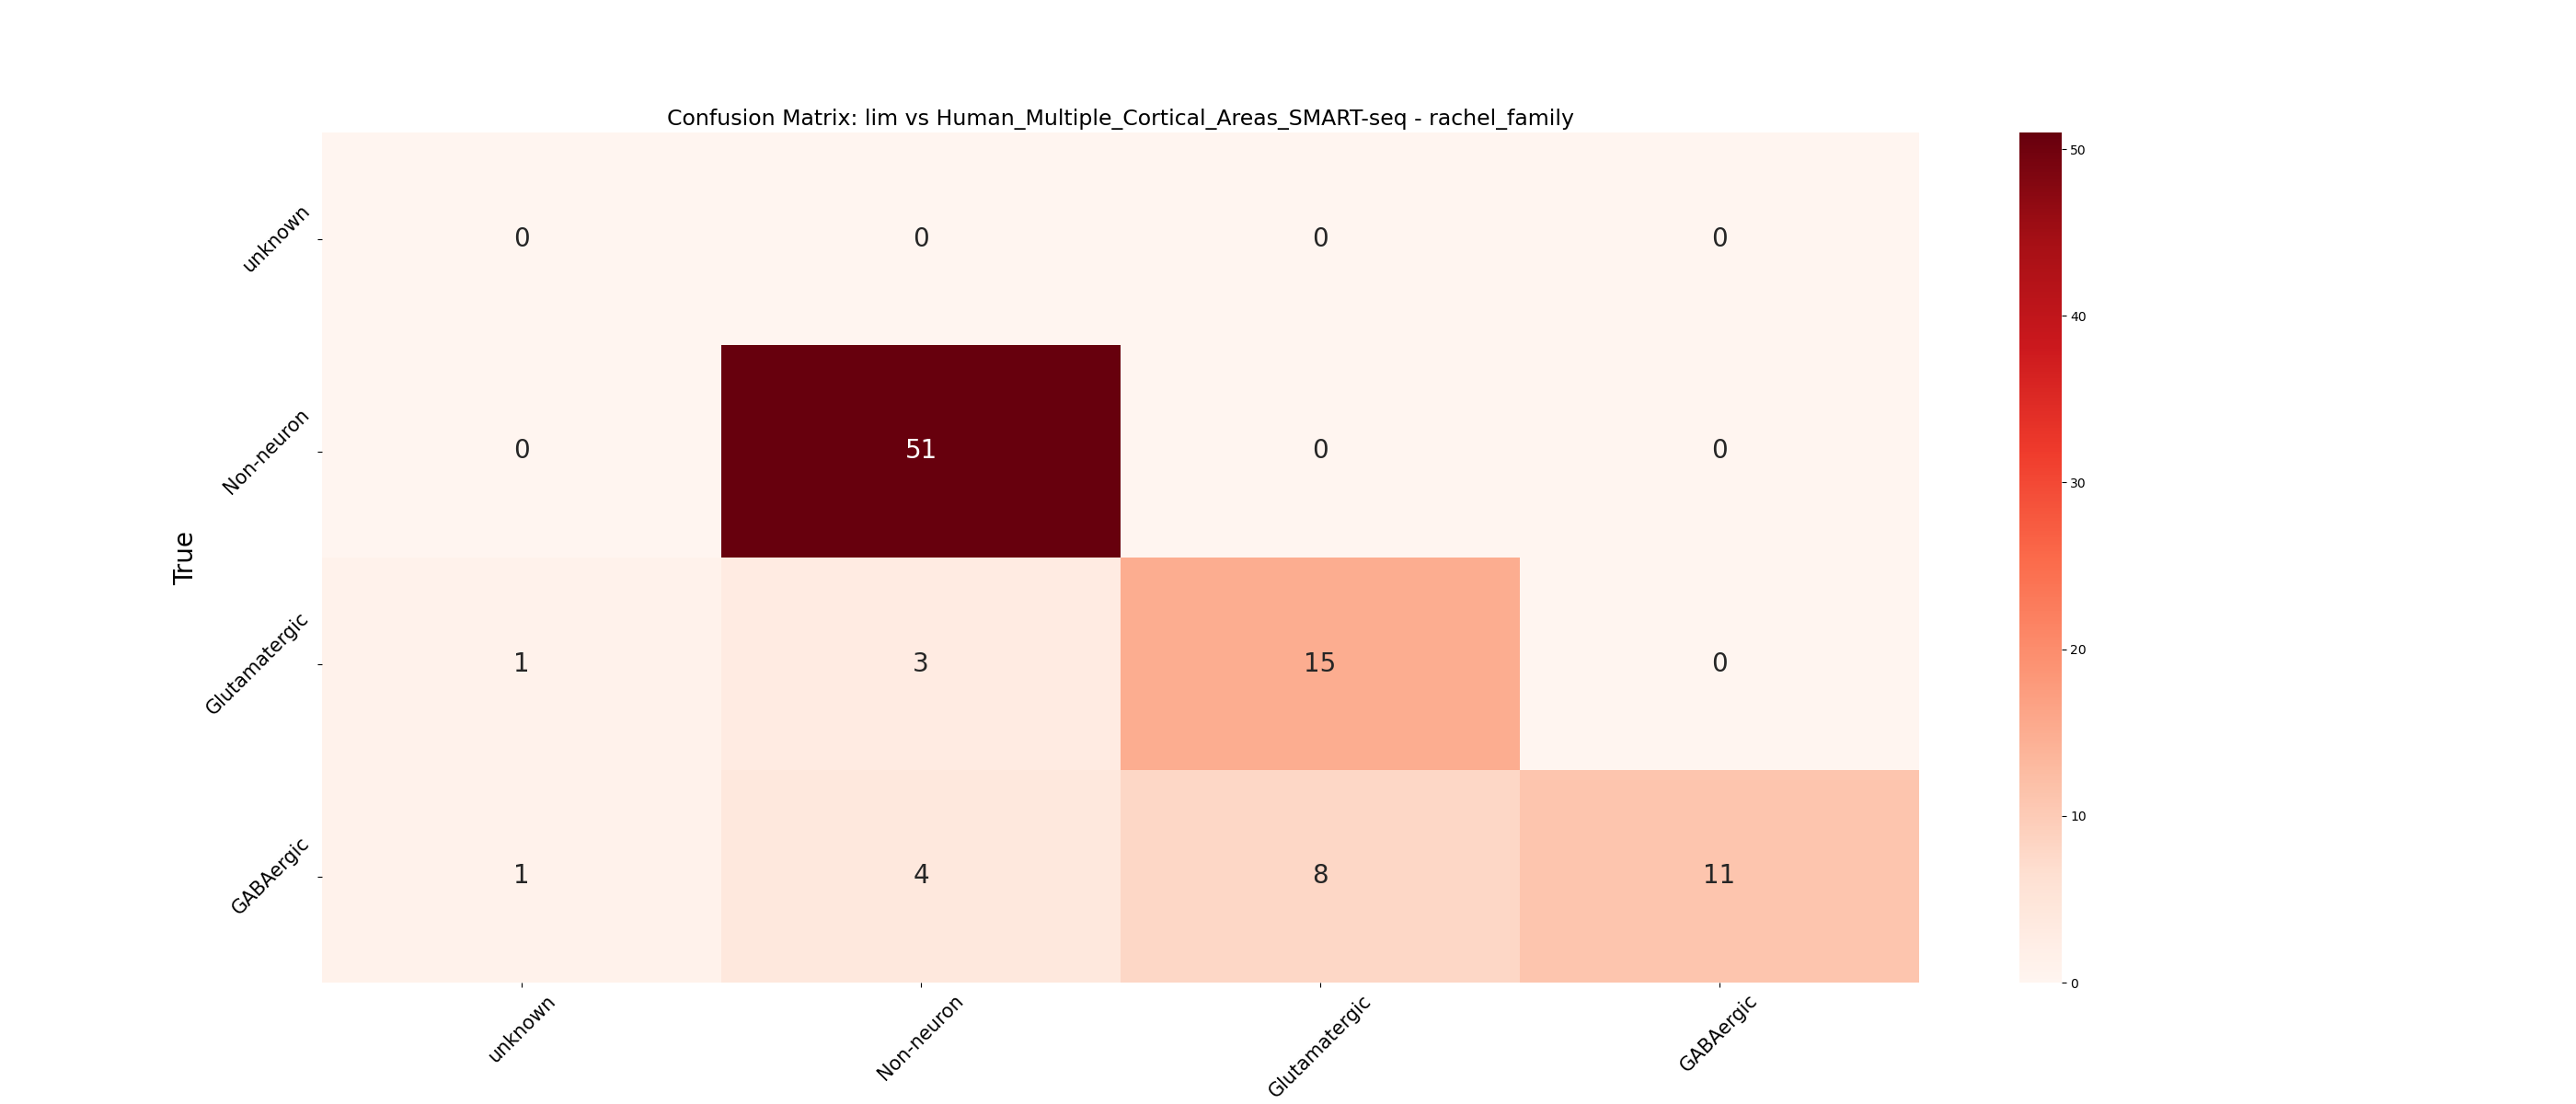 Confusion Matrix: lim vs Human_Multiple_Cortical_Areas_SMART-seq - rachel_family
True
unknown 0 0 0 0
Non-neuron 0 51 0 0
Glutamatergic 1 3 15 0
GABAergic 1 4 8 11
unknown Non-neuron Glutamatergic GABAergic
50
40
30
20
10
0